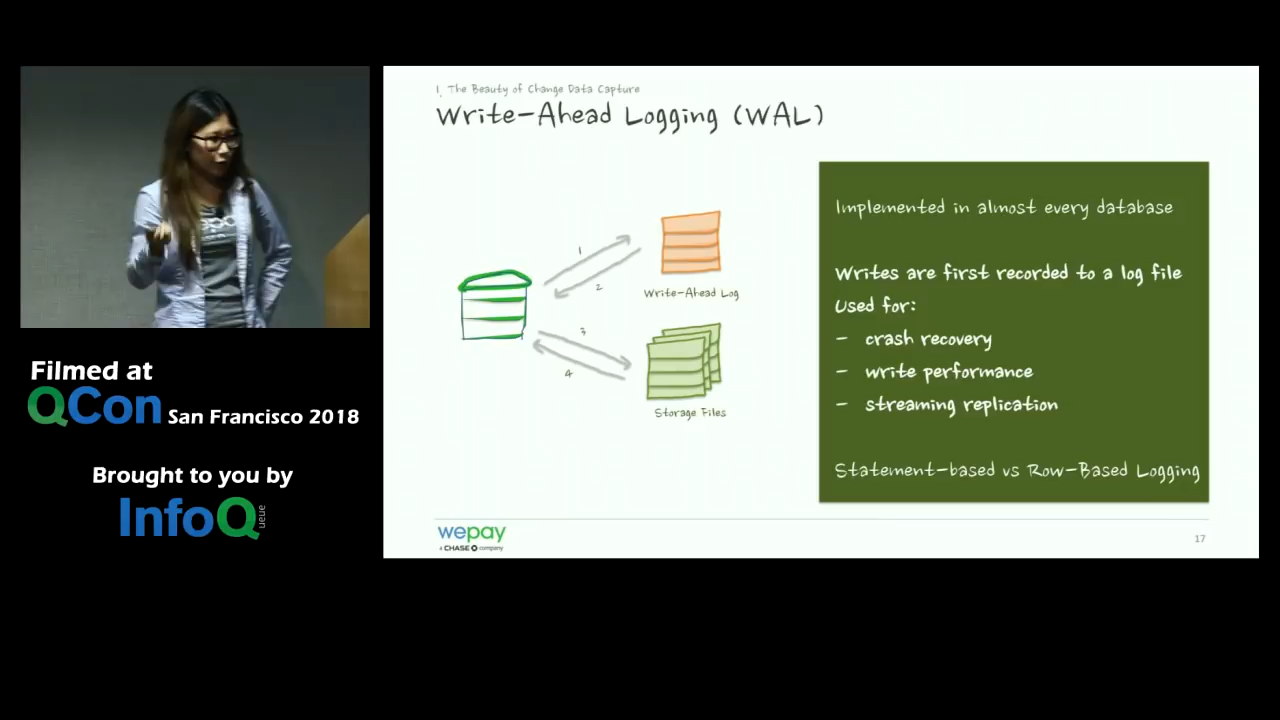 Filmed at
QCon San Francisco 2018
Brought to you by
InfoQ
ueue
1. The Beauty of Change Data Capture
Write-Ahead Logging (WAL)
1
2
Write-Ahead Log
3
4
Storage Files
Implemented in almost every database
Writes are first recorded to a log file
Used for:
- crash recovery
- write performance
- streaming replication
Statement-based vs Row-Based Logging
wepay
a CHASE company
17